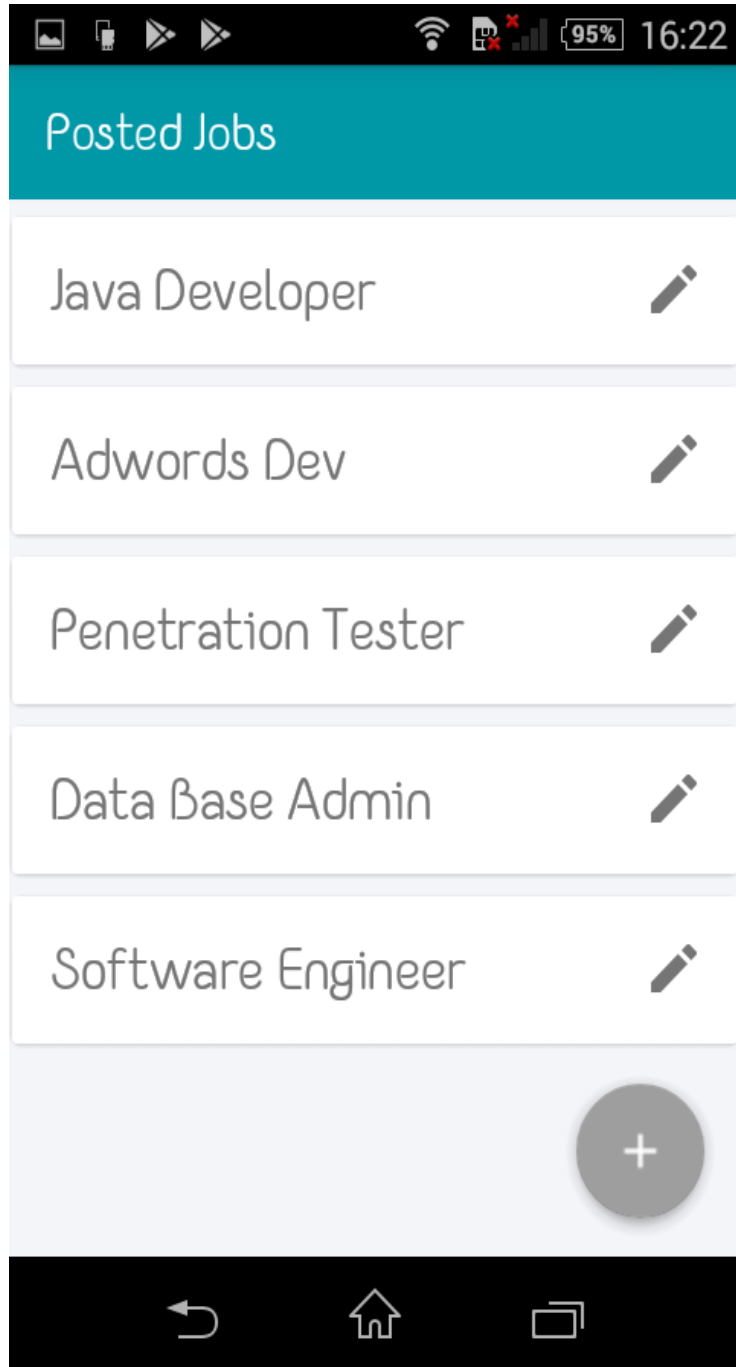 95% 16:22
Posted Jobs
Java Developer
Adwords Dev
Penetration Tester
Data Base Admin
Software Engineer
+